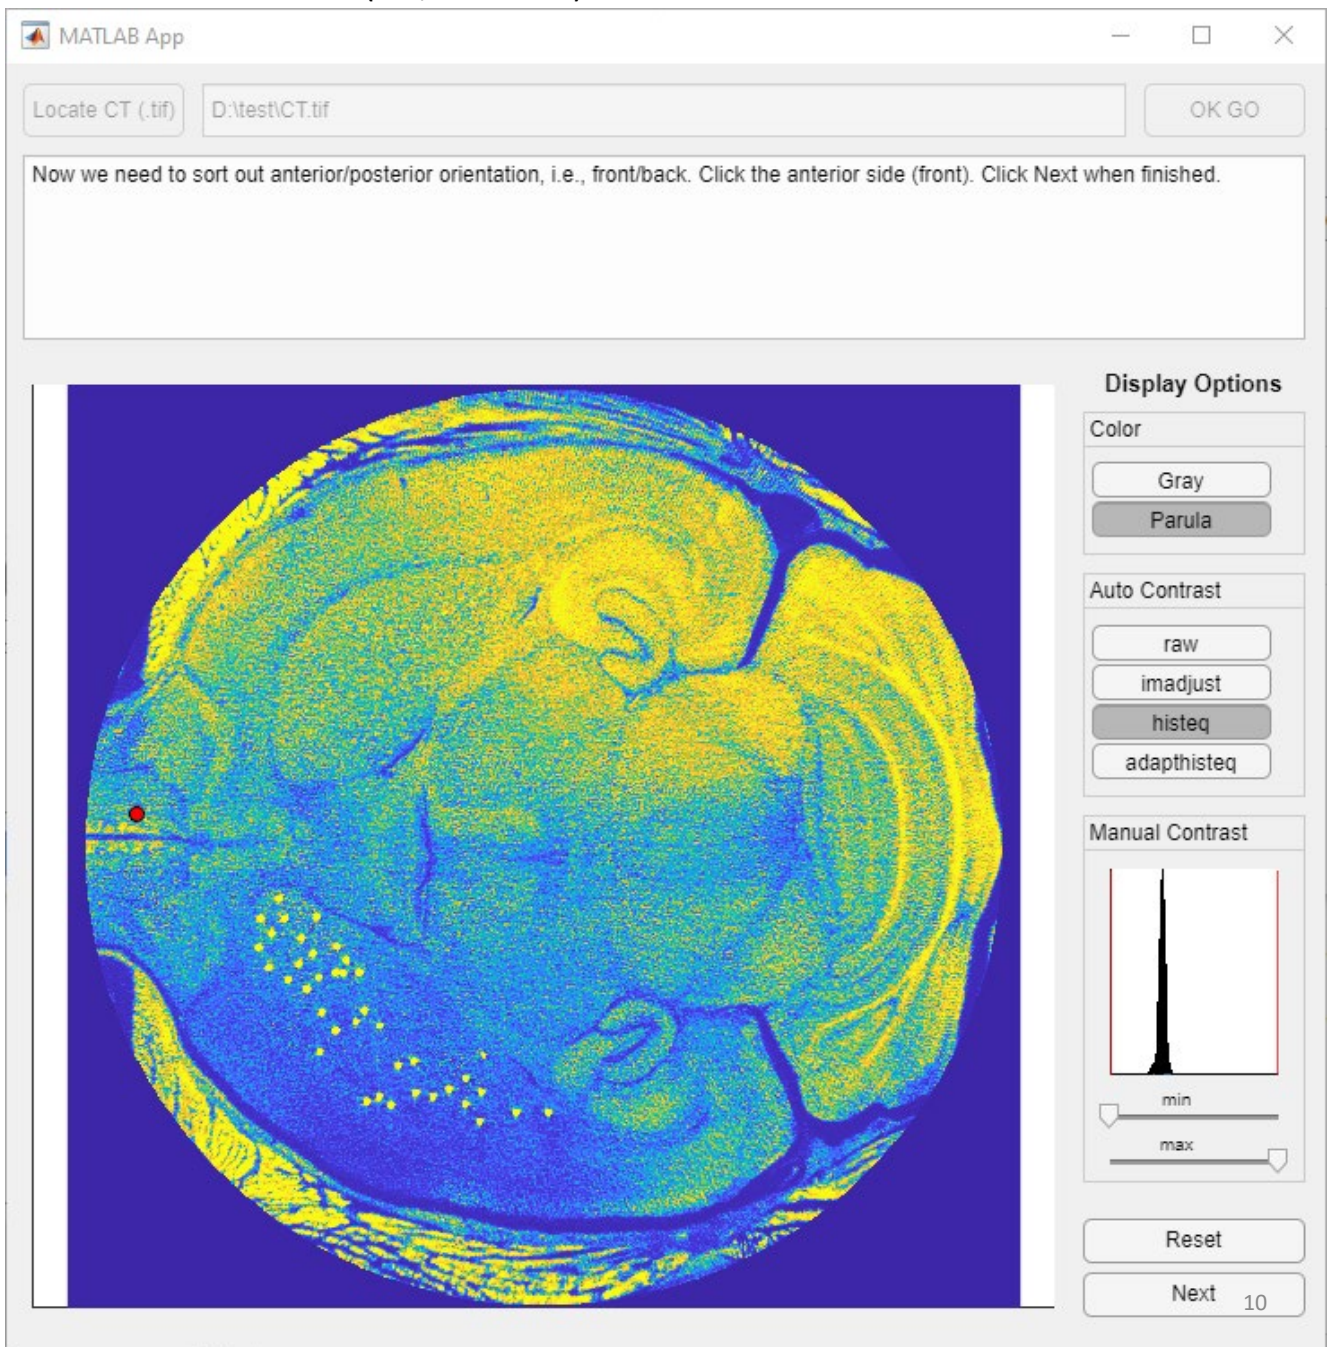 MATLAB App
Locate CT (.tif)
D:\test\CT.tif
OK GO
Now we need to sort out anterior/posterior orientation, i.e., front/back. Click the anterior side (front). Click Next when finished.
Display Options
Color
Gray
Parula
Auto Contrast
raw
imadjust
histeq
adapthisteq
Manual Contrast
min
max
Reset
Next
10